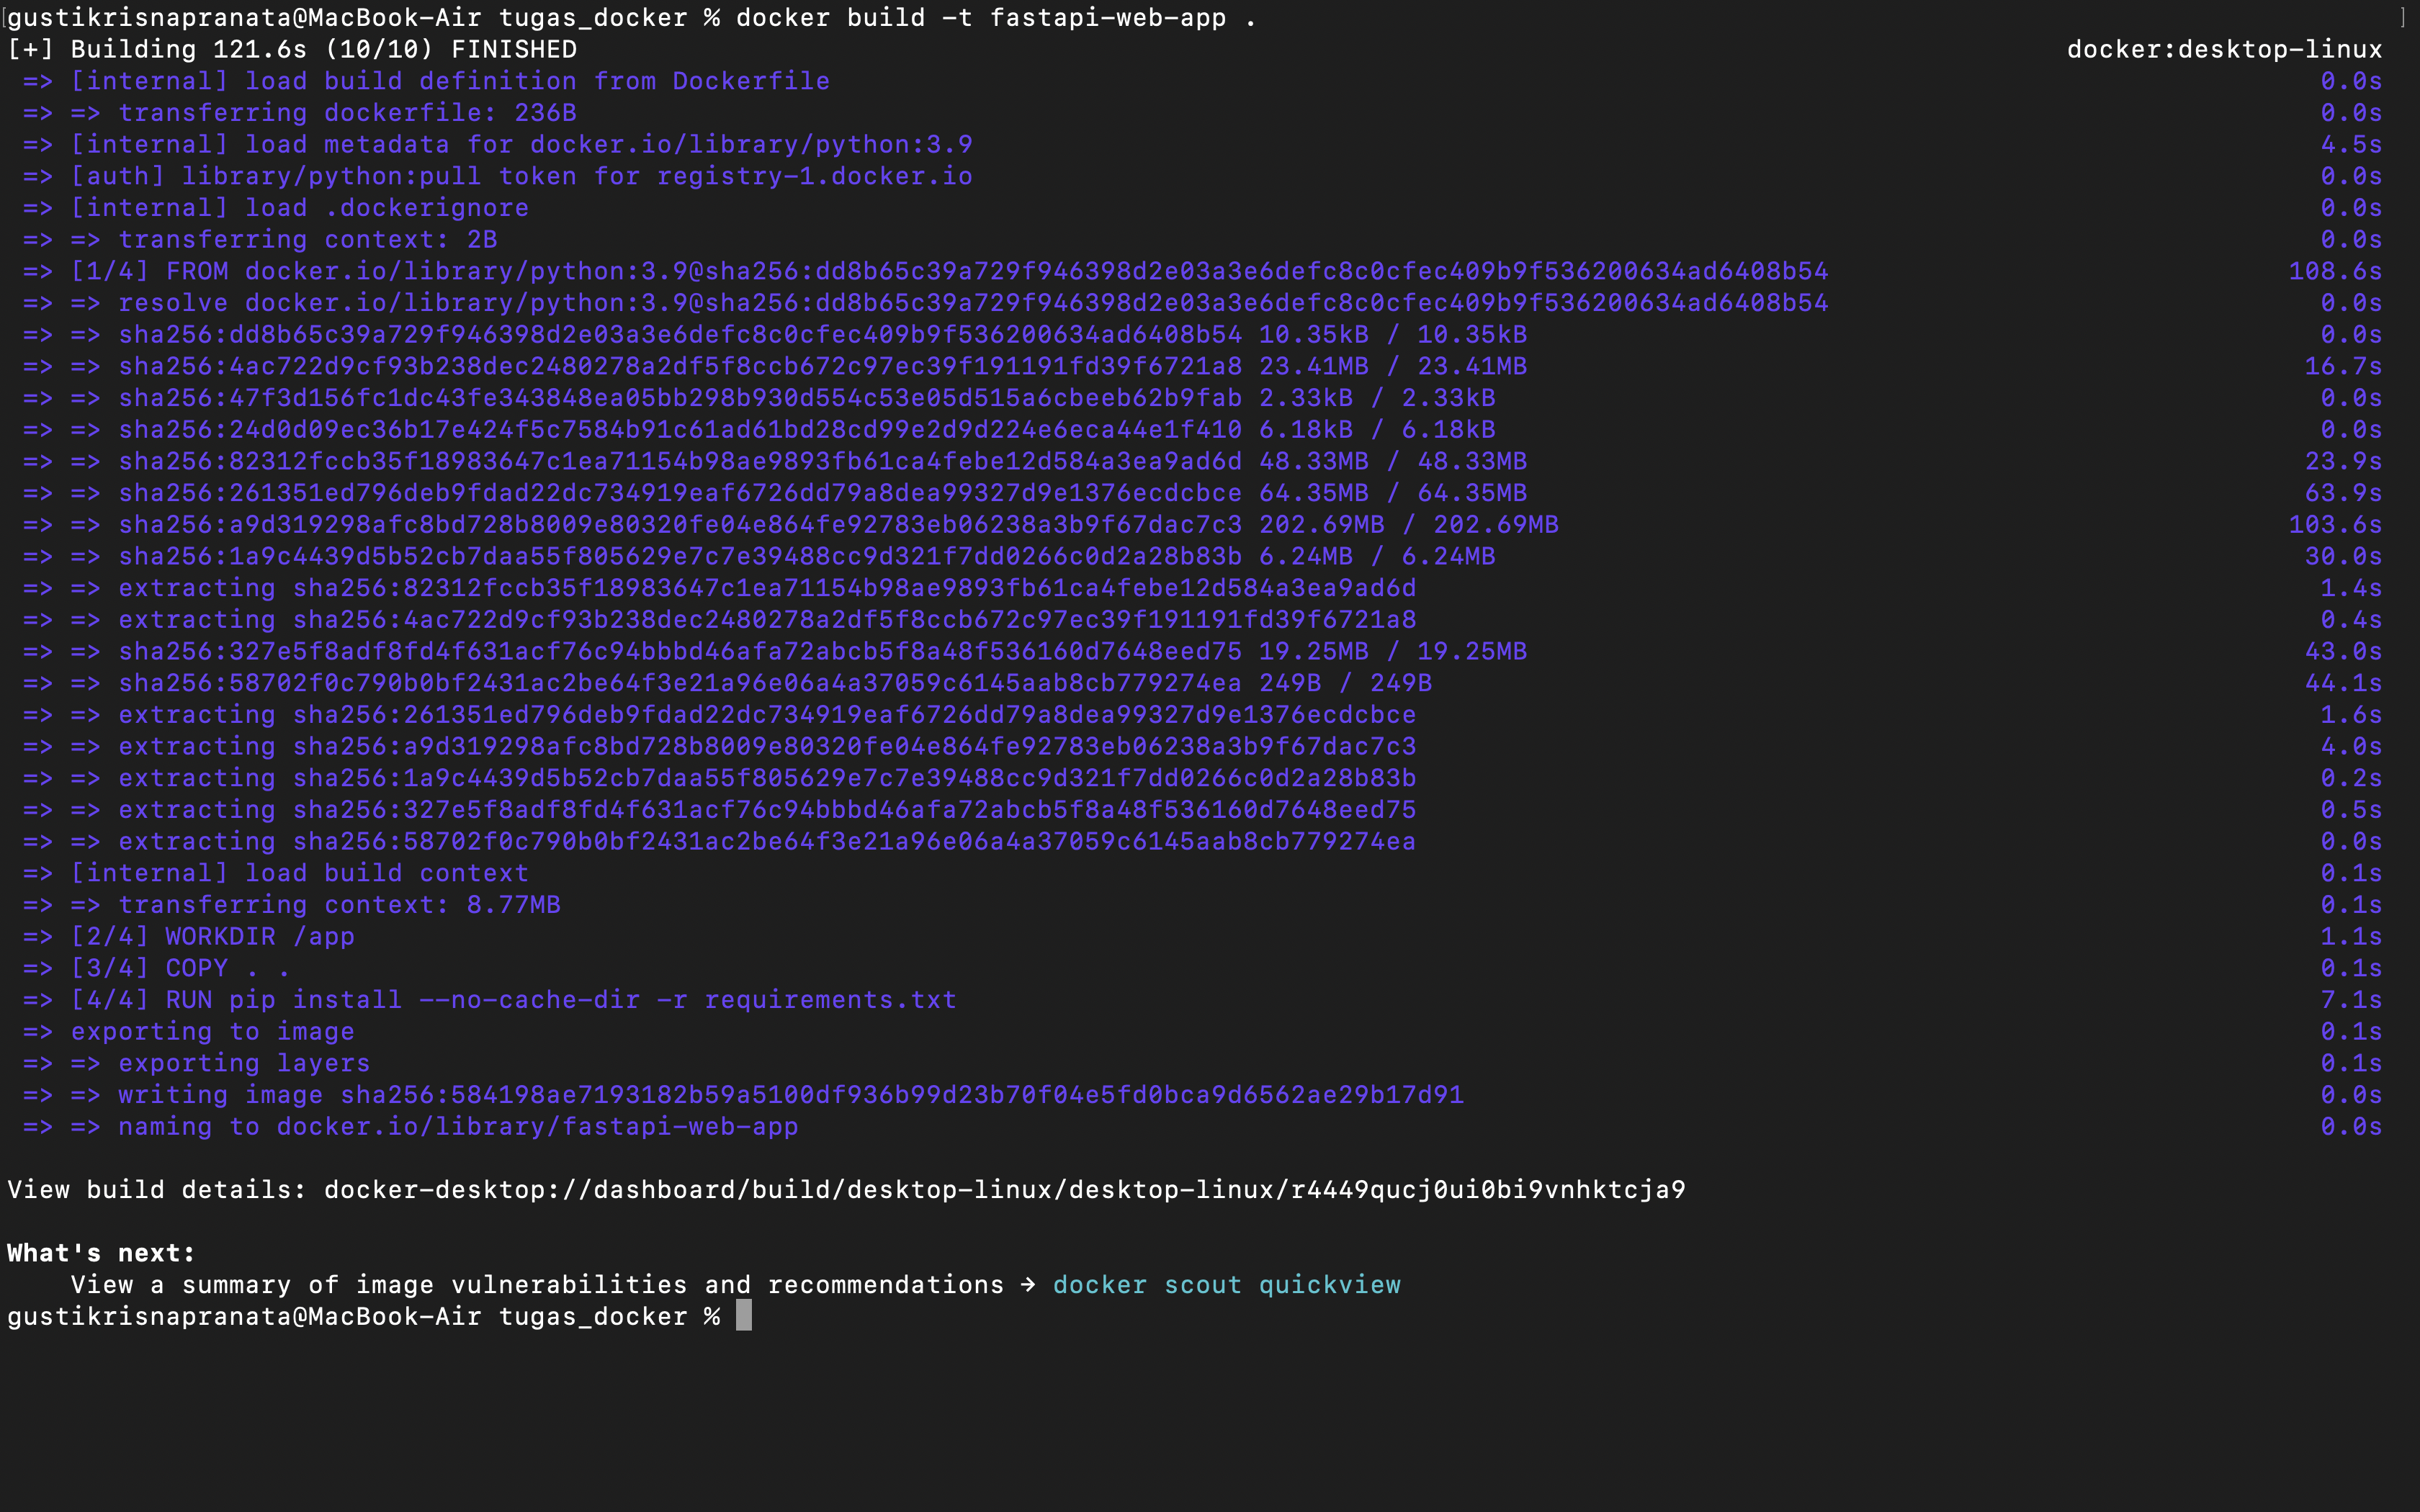 gustikrisnapranata@MacBook-Air tugas_docker % docker build -t fastapi-web-app .
[+] Building 121.6s (10/10) FINISHED docker:desktop-linux
=> [internal] load build definition from Dockerfile 0.0s
=> => transferring dockerfile: 236B 0.0s
=> [internal] load metadata for docker.io/library/python:3.9 4.5s
=> [auth] library/python:pull token for registry-1.docker.io 0.0s
=> [internal] load .dockerignore 0.0s
=> => transferring context: 2B 0.0s
=> [1/4] FROM docker.io/library/python:3.9@sha256:dd8b65c39a729f946398d2e03a3e6defc8c0cfec409b9f536200634ad6408b54 108.6s
=> => resolve docker.io/library/python:3.9@sha256:dd8b65c39a729f946398d2e03a3e6defc8c0cfec409b9f536200634ad6408b54 0.0s
=> => sha256:dd8b65c39a729f946398d2e03a3e6defc8c0cfec409b9f536200634ad6408b54 10.35kB / 10.35kB 0.0s
=> => sha256:4ac722d9cf93b238dec2480278a2df5f8ccb672c97ec39f191191fd39f6721a8 23.41MB / 23.41MB 16.7s
=> => sha256:47f3d156fc1dc43fe343848ea05bb298b930d554c53e05d515a6cbeeb62b9fab 2.33kB / 2.33kB 0.0s
=> => sha256:24d0d09ec36b17e424f5c7584b91c61ad61bd28cd99e2d9d224e6eca44e1f410 6.18kB / 6.18kB 0.0s
=> => sha256:82312fccb35f18983647c1ea71154b98ae9893fb61ca4febe12d584a3ea9ad6d 48.33MB / 48.33MB 23.9s
=> => sha256:261351ed796deb9fdad22dc734919eaf6726dd79a8dea99327d9e1376ecdcbce 64.35MB / 64.35MB 63.9s
=> => sha256:a9d319298afc8bd728b8009e80320fe04e864fe92783eb06238a3b9f67dac7c3 202.69MB / 202.69MB 103.6s
=> => sha256:1a9c4439d5b52cb7daa55f805629e7c7e39488cc9d321f7dd0266c0d2a28b83b 6.24MB / 6.24MB 30.0s
=> => extracting sha256:82312fccb35f18983647c1ea71154b98ae9893fb61ca4febe12d584a3ea9ad6d 1.4s
=> => extracting sha256:4ac722d9cf93b238dec2480278a2df5f8ccb672c97ec39f191191fd39f6721a8 0.4s
=> => sha256:327e5f8adf8fd4f631acf76c94bbbd46afa72abcb5f8a48f536160d7648eed75 19.25MB / 19.25MB 43.0s
=> => sha256:58702f0c790b0bf2431ac2be64f3e21a96e06a4a37059c6145aab8cb779274ea 249B / 249B 44.1s
=> => extracting sha256:261351ed796deb9fdad22dc734919eaf6726dd79a8dea99327d9e1376ecdcbce 1.6s
=> => extracting sha256:a9d319298afc8bd728b8009e80320fe04e864fe92783eb06238a3b9f67dac7c3 4.0s
=> => extracting sha256:1a9c4439d5b52cb7daa55f805629e7c7e39488cc9d321f7dd0266c0d2a28b83b 0.2s
=> => extracting sha256:327e5f8adf8fd4f631acf76c94bbbd46afa72abcb5f8a48f536160d7648eed75 0.5s
=> => extracting sha256:58702f0c790b0bf2431ac2be64f3e21a96e06a4a37059c6145aab8cb779274ea 0.0s
=> [internal] load build context 0.1s
=> => transferring context: 8.77MB 0.1s
=> [2/4] WORKDIR /app 1.1s
=> [3/4] COPY . . 0.1s
=> [4/4] RUN pip install --no-cache-dir -r requirements.txt 7.1s
=> exporting to image 0.1s
=> => exporting layers 0.1s
=> => writing image sha256:584198ae7193182b59a5100df936b99d23b70f04e5fd0bca9d6562ae29b17d91 0.0s
=> => naming to docker.io/library/fastapi-web-app 0.0s
View build details: docker-desktop://dashboard/build/desktop-linux/desktop-linux/r4449qucj0ui0bi9vnhktcja9
What's next:
View a summary of image vulnerabilities and recommendations → docker scout quickview
gustikrisnapranata@MacBook-Air tugas_docker %